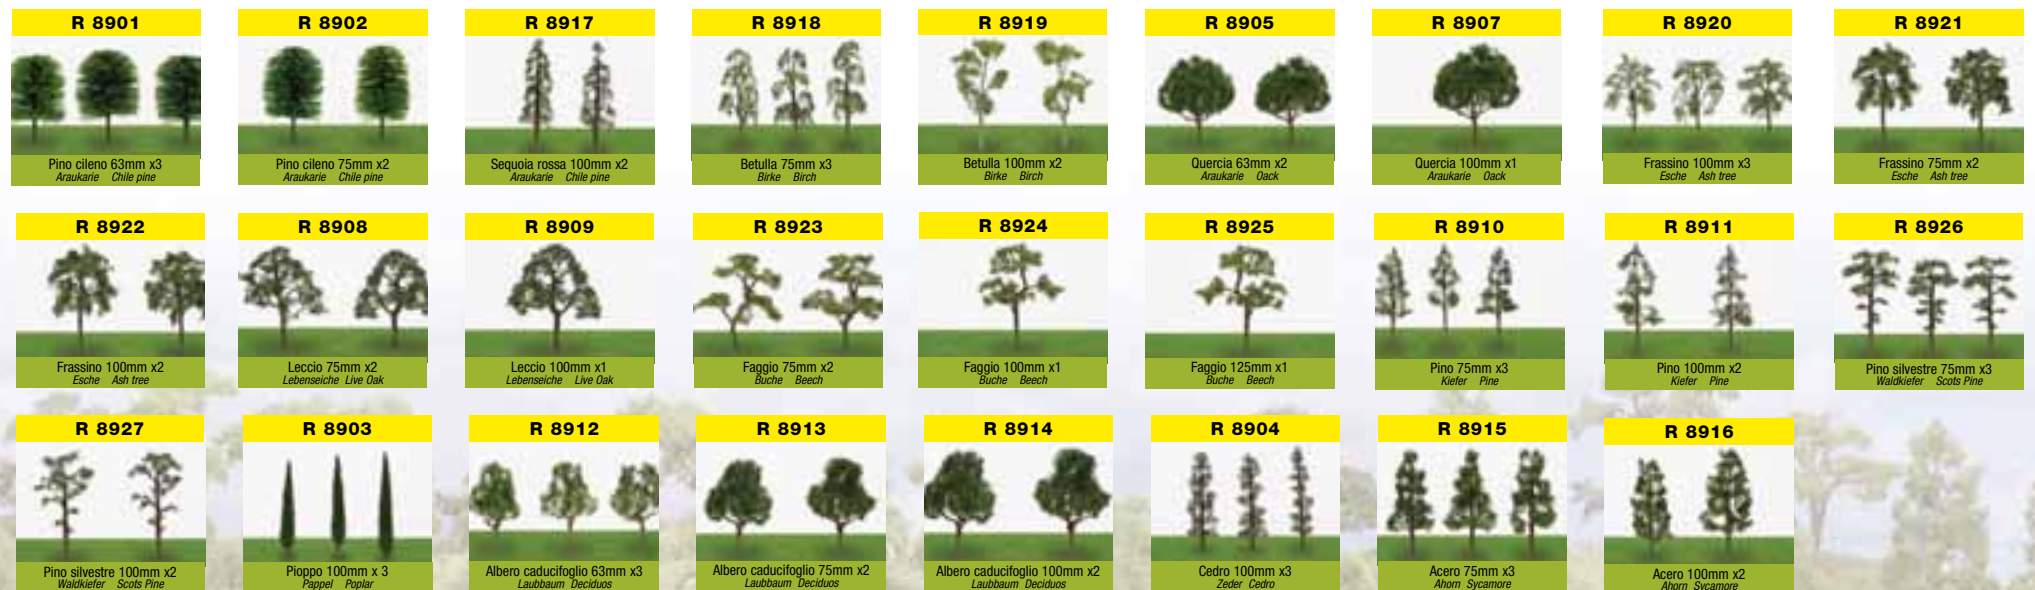 R 8901
Pino cileno 63mm x3
Araukarie Chile pine
R 8902
Pino cileno 75mm x2
Araukarie Chile pine
R 8917
Sequoia rossa 100mm x2
Araukarie Chile pine
R 8918
Betulla 75mm x3
Birke Birch
R 8919
Betulla 100mm x2
Birke Birch
R 8905
Quercia 63mm x2
Araukarie Oack
R 8907
Quercia 100mm x1
Araukarie Oack
R 8920
Frassino 100mm x3
Esche Ash tree
R 8921
Frassino 75mm x2
Esche Ash tree
R 8922
Frassino 100mm x2
Esche Ash tree
R 8908
Leccio 75mm x2
Lebenseiche Live Oak
R 8909
Leccio 100mm x1
Lebenseiche Live Oak
R 8923
Faggio 75mm x2
Buche Beech
R 8924
Faggio 100mm x1
Buche Beech
R 8925
Faggio 125mm x1
Buche Beech
R 8910
Pino 75mm x3
Kiefer Pine
R 8911
Pino 100mm x2
Kiefer Pine
R 8926
Pino silvestre 75mm x3
Waldkiefer Scots Pine
R 8927
Pino silvestre 100mm x2
Waldkiefer Scots Pine
R 8903
Pioppo 100mm x 3
Pappel Poplar
R 8912
Albero caducifoglio 63mm x3
Laubbaum Deciduos
R 8913
Albero caducifoglio 75mm x2
Laubbaum Deciduos
R 8914
Albero caducifoglio 100mm x2
Laubbaum Deciduos
R 8904
Cedro 100mm x3
Zeder Cedro
R 8915
Acero 75mm x3
Ahorn Sycamore
R 8916
Acero 100mm x2
Ahorn Sycamore